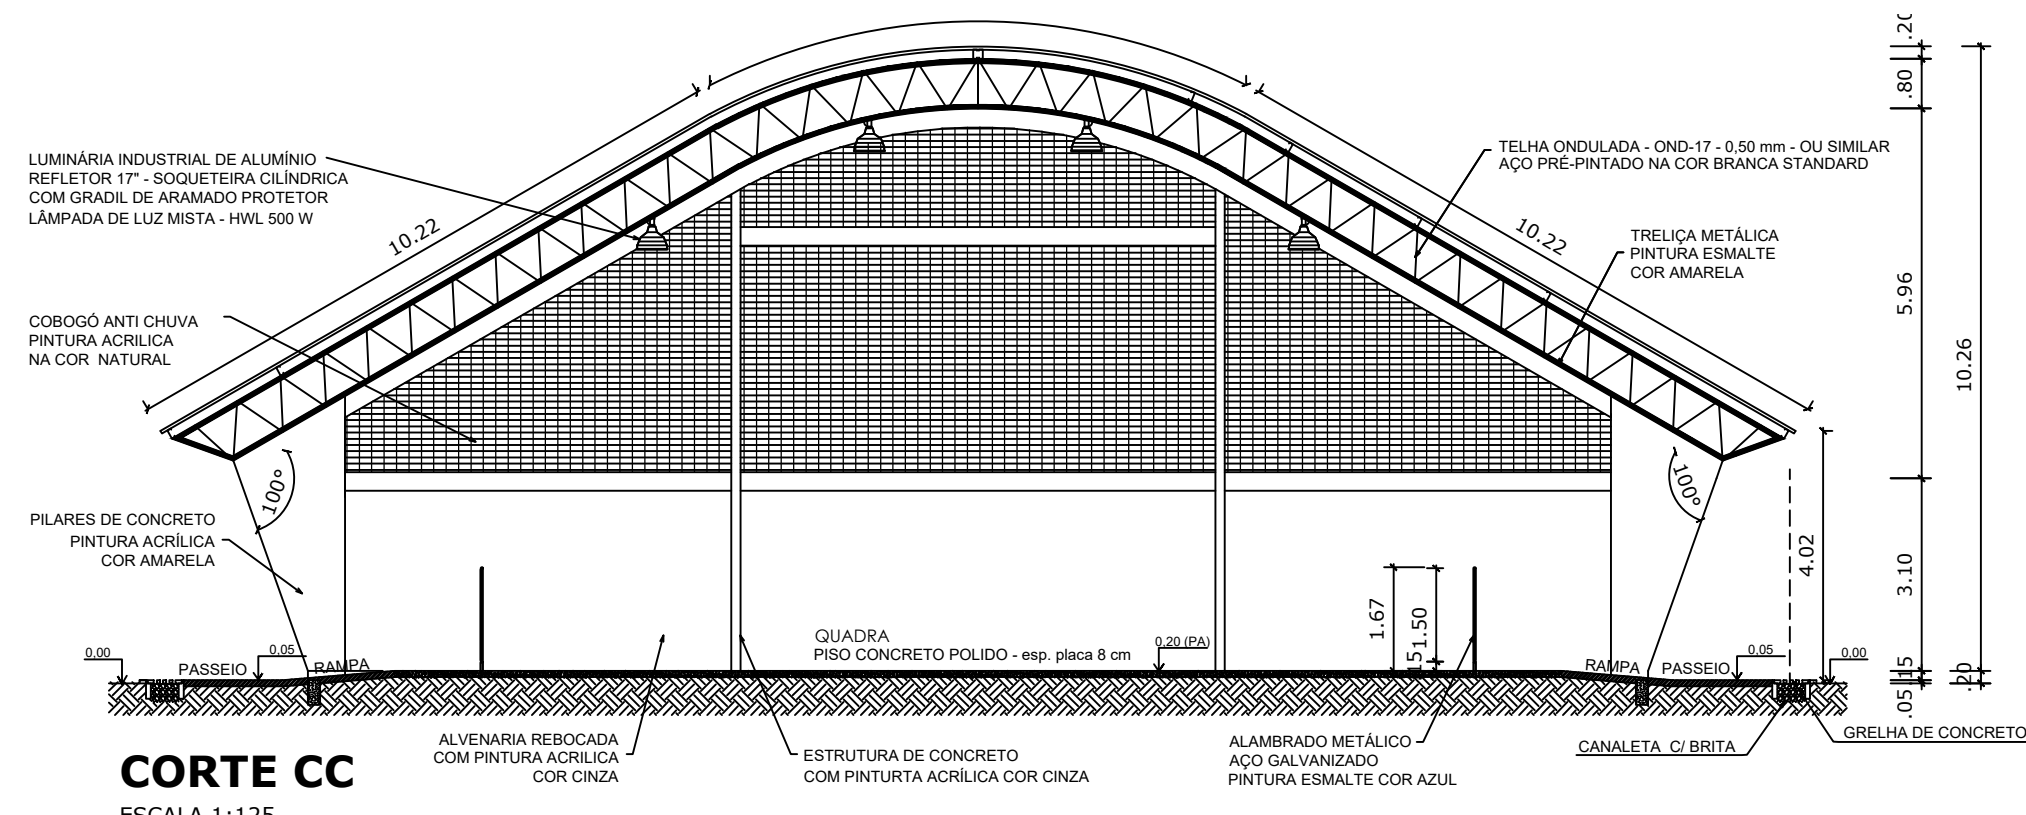 LUMINÁRIA INDUSTRIAL DE ALUMÍNIO
REFLETOR 17" - SOQUETEIRA CILÍNDRICA
COM GRADIL DE ARAMADO PROTETOR
LÂMPADA DE LUZ MISTA - HWL 500 W
10.22
COBOGÓ ANTI CHUVA
PINTURA ACRILICA
NA COR NATURAL
100°
PILARES DE CONCRETO
PINTURA ACRÍLICA
COR AMARELA
TELHA ONDULADA - OND-17 - 0,50 mm - OU SIMILAR
AÇO PRÉ-PINTADO NA COR BRANCA STANDARD
10.22
TRELIÇA METÁLICA
PINTURA ESMALTE
COR AMARELA
100°
.20
.80
5.96
10.26
3.10
4.02
.15
.05
.20
1.67
1.50
15
0,00
PASSEIO
0,05
RAMPA
QUADRA
PISO CONCRETO POLIDO - esp. placa 8 cm
0,20 (PA)
RAMPA
PASSEIO
0,05
0,00
ALVENARIA REBOCADA
COM PINTURA ACRILICA
COR CINZA
ESTRUTURA DE CONCRETO
COM PINTURTA ACRÍLICA COR CINZA
ALAMBRADO METÁLICO
AÇO GALVANIZADO
PINTURA ESMALTE COR AZUL
CANALETA C/ BRITA
GRELHA DE CONCRETO
CORTE CC
ESCALA 1:125